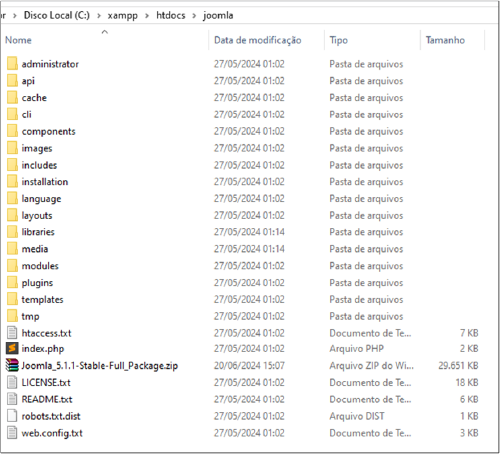 or › Disco Local (C:) › xampp › htdocs › joomla
Nome Data de modificação Tipo Tamanho
administrator 27/05/2024 01:02 Pasta de arquivos
api 27/05/2024 01:02 Pasta de arquivos
cache 27/05/2024 01:02 Pasta de arquivos
cli 27/05/2024 01:02 Pasta de arquivos
components 27/05/2024 01:02 Pasta de arquivos
images 27/05/2024 01:02 Pasta de arquivos
includes 27/05/2024 01:02 Pasta de arquivos
installation 27/05/2024 01:02 Pasta de arquivos
language 27/05/2024 01:02 Pasta de arquivos
layouts 27/05/2024 01:02 Pasta de arquivos
libraries 27/05/2024 01:14 Pasta de arquivos
media 27/05/2024 01:14 Pasta de arquivos
modules 27/05/2024 01:02 Pasta de arquivos
plugins 27/05/2024 01:02 Pasta de arquivos
templates 27/05/2024 01:02 Pasta de arquivos
tmp 27/05/2024 01:02 Pasta de arquivos
htaccess.txt 27/05/2024 01:02 Documento de Te... 7 KB
index.php 27/05/2024 01:02 Arquivo PHP 2 KB
Joomla_5.1.1-Stable-Full_Package.zip 20/06/2024 15:07 Arquivo ZIP do Wi... 29.651 KB
LICENSE.txt 27/05/2024 01:02 Documento de Te... 18 KB
README.txt 27/05/2024 01:02 Documento de Te... 6 KB
robots.txt.dist 27/05/2024 01:02 Arquivo DIST 1 KB
web.config.txt 27/05/2024 01:02 Documento de Te... 3 KB